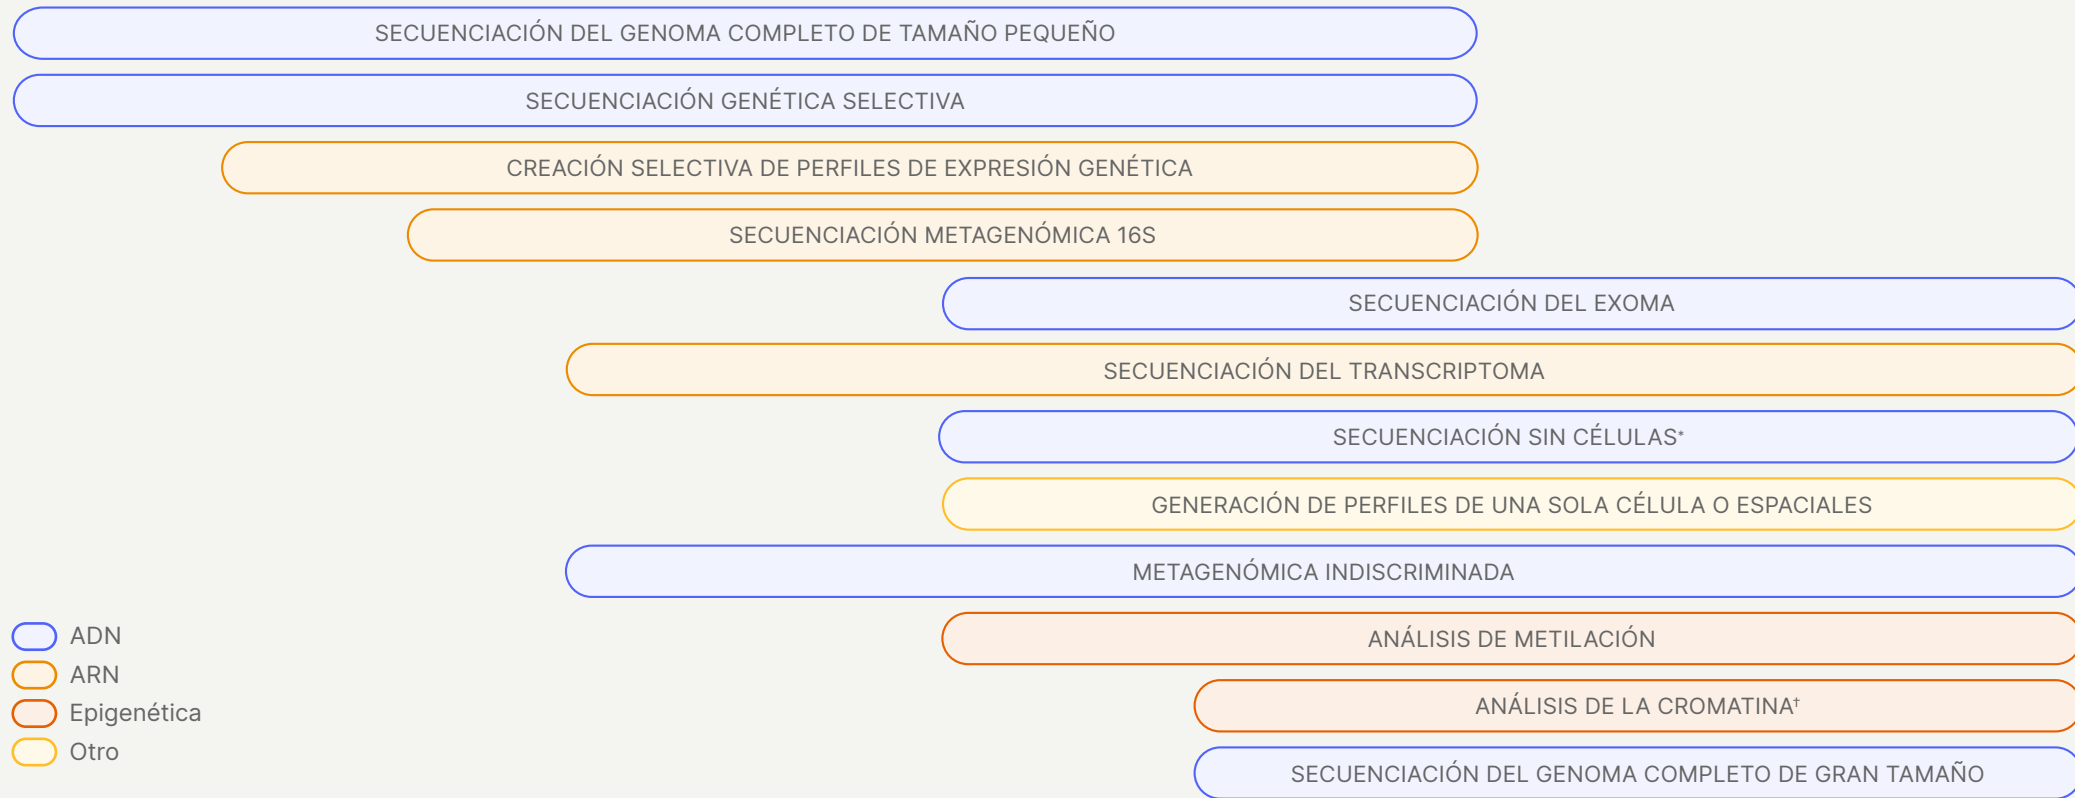 SECUENCIACIÓN DEL GENOMA COMPLETO DE TAMAÑO PEQUEÑO
SECUENCIACIÓN GENÉTICA SELECTIVA
CREACIÓN SELECTIVA DE PERFILES DE EXPRESIÓN GENÉTICA
SECUENCIACIÓN METAGENÓMICA 16S
SECUENCIACIÓN DEL EXOMA
SECUENCIACIÓN DEL TRANSCRIPTOMA
SECUENCIACIÓN SIN CÉLULAS*
GENERACIÓN DE PERFILES DE UNA SOLA CÉLULA O ESPACIALES
METAGENÓMICA INDISCRIMINADA
ANÁLISIS DE METILACIÓN
ANÁLISIS DE LA CROMATINA†
SECUENCIACIÓN DEL GENOMA COMPLETO DE GRAN TAMAÑO
ADN
ARN
Epigenética
Otro